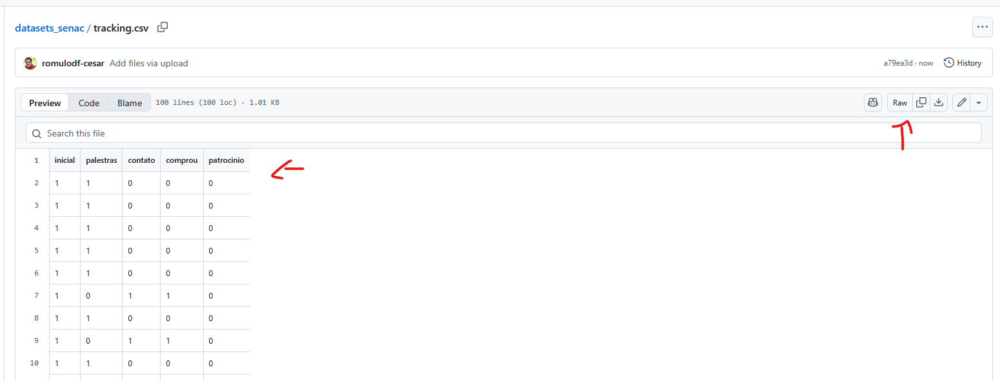 datasets_senac / tracking.csv
romulodf-cesar Add files via upload a79ea3d · now History
Preview Code Blame 100 lines (100 loc) · 1.01 KB Raw
Search this file
1 inicial palestras contato comprou patrocinio
2 1 1 0 0 0
3 1 1 0 0 0
4 1 1 0 0 0
5 1 1 0 0 0
6 1 1 0 0 0
7 1 0 1 1 0
8 1 1 0 0 0
9 1 0 1 1 0
10 1 1 0 0 0